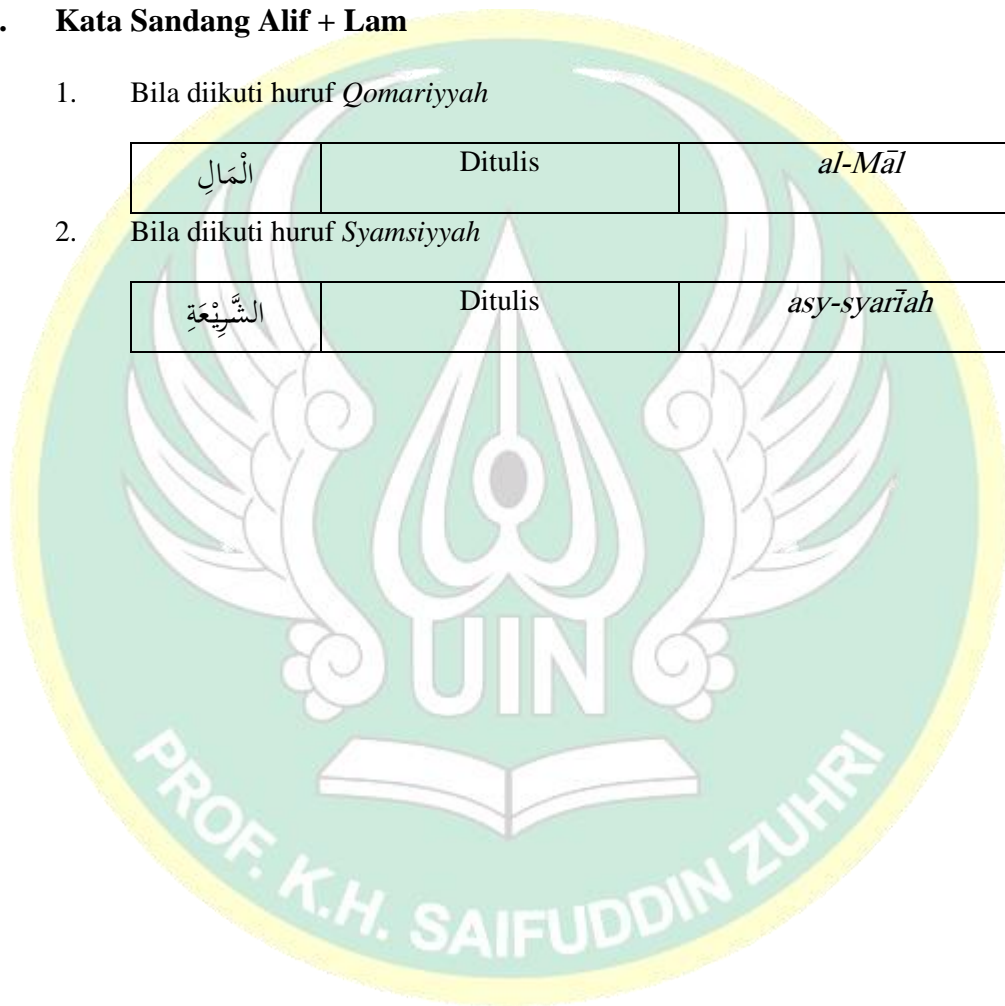 . Kata Sandang Alif + Lam
1. Bila diikuti huruf Qomariyyah
الْمَالِ Ditulis al-Māl
2. Bila diikuti huruf Syamsiyyah
الشَّرِيْعَةِ Ditulis asy-syarīah
UIN
PROF. K.H. SAIFUDDIN ZUHRI